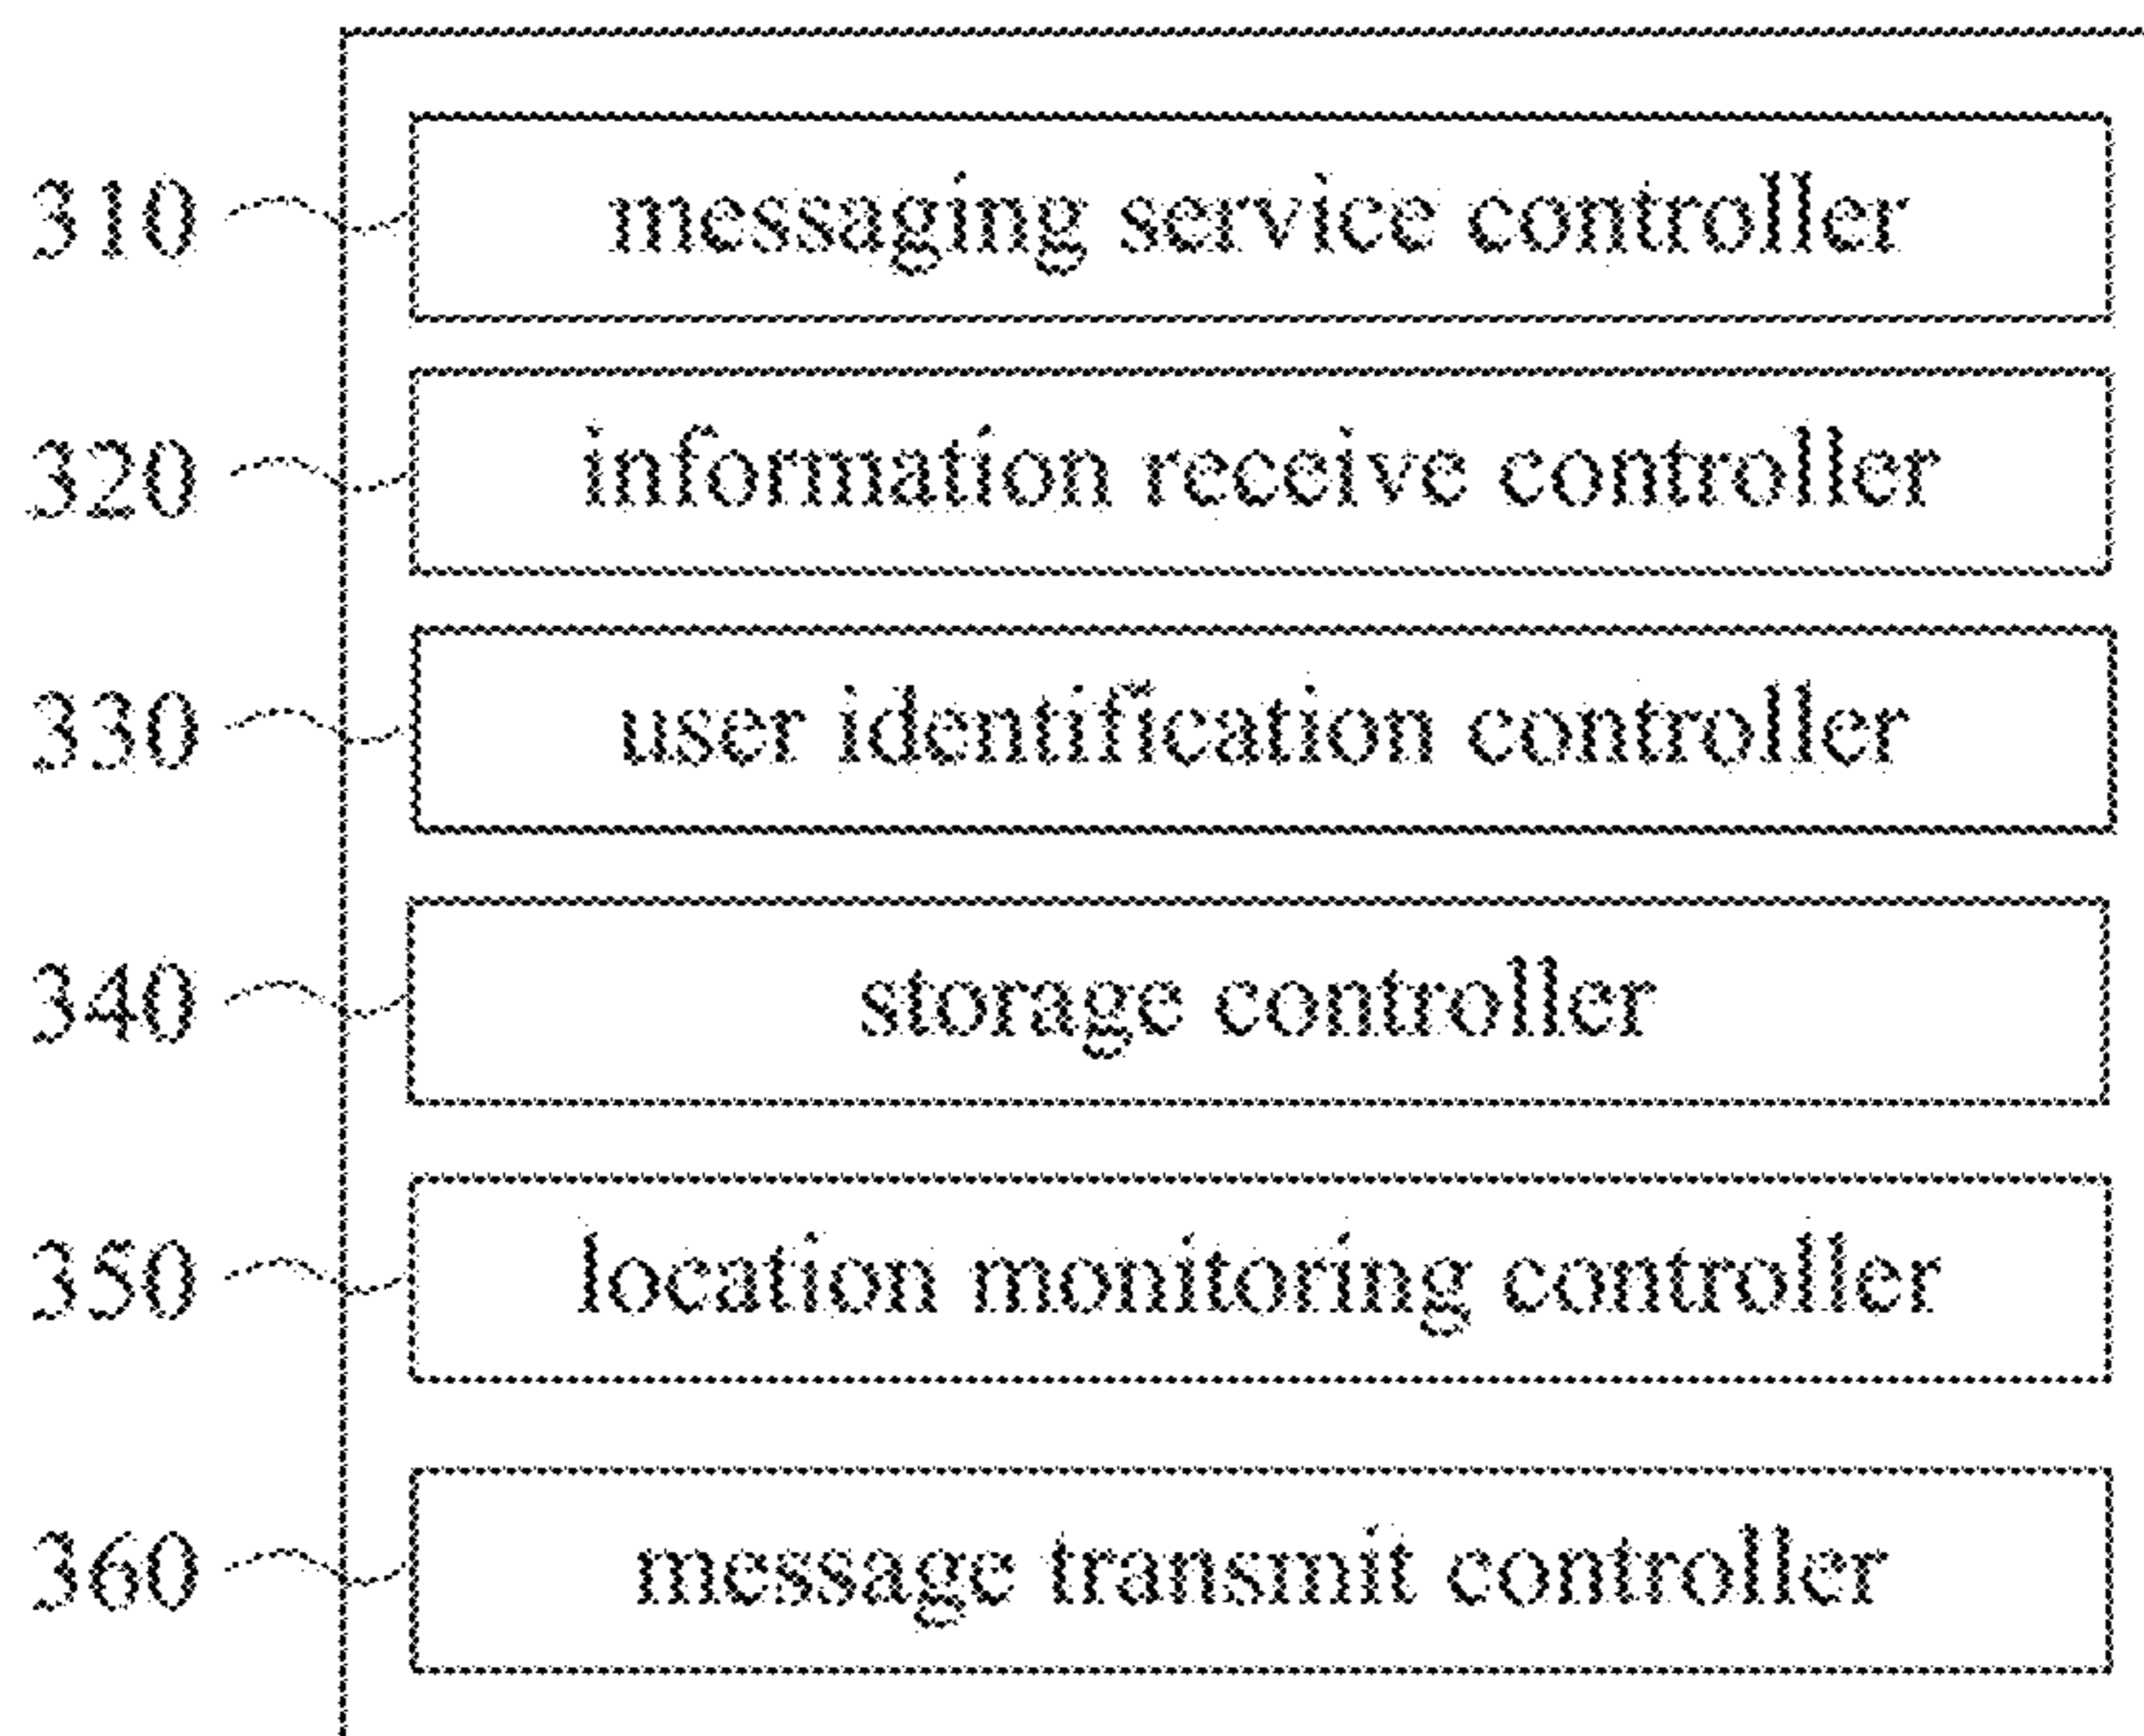 310 messaging service controller
320 information receive controller
330 user identification controller
340 storage controller
350 location monitoring controller
360 message transmit controller